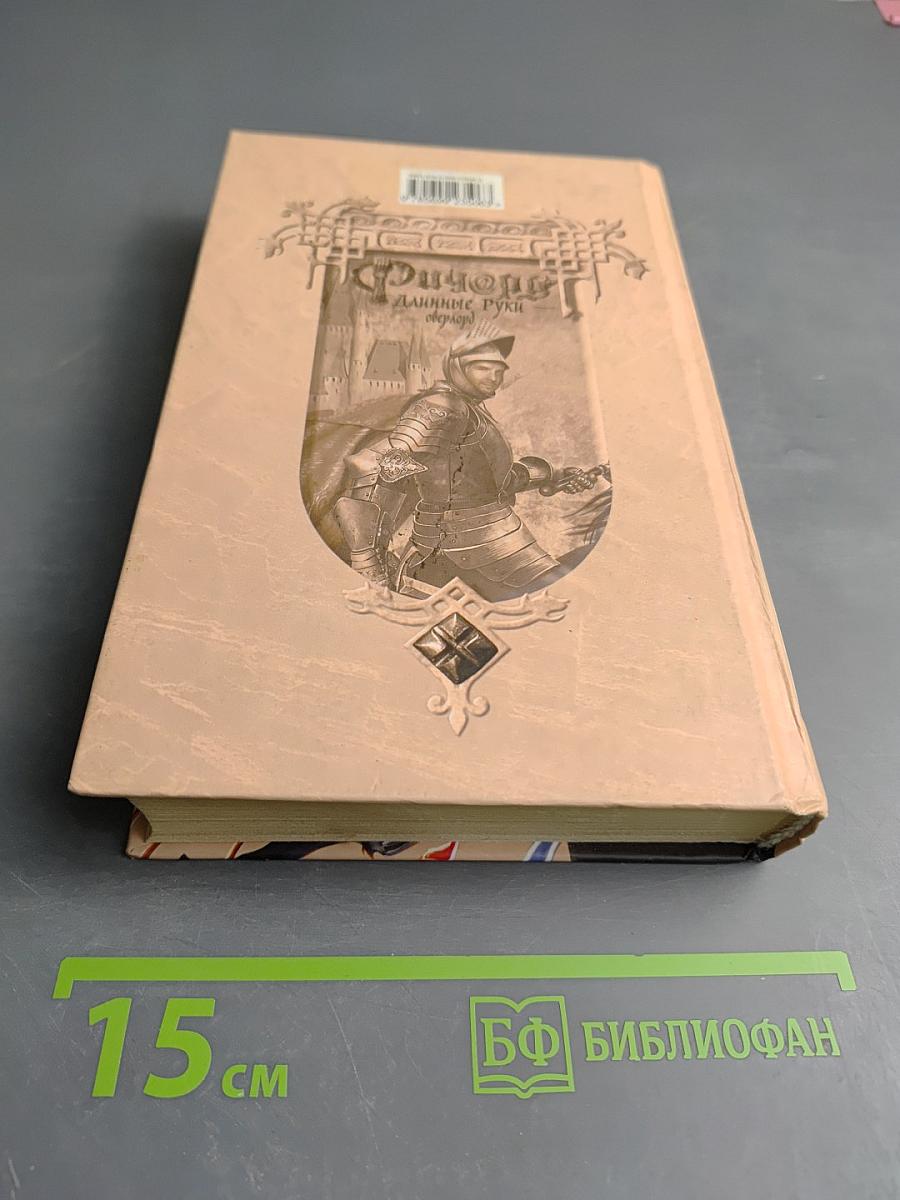 Ричард
Длинные Руки
оверлорд
15 см
БФ
БИБЛИОФАН